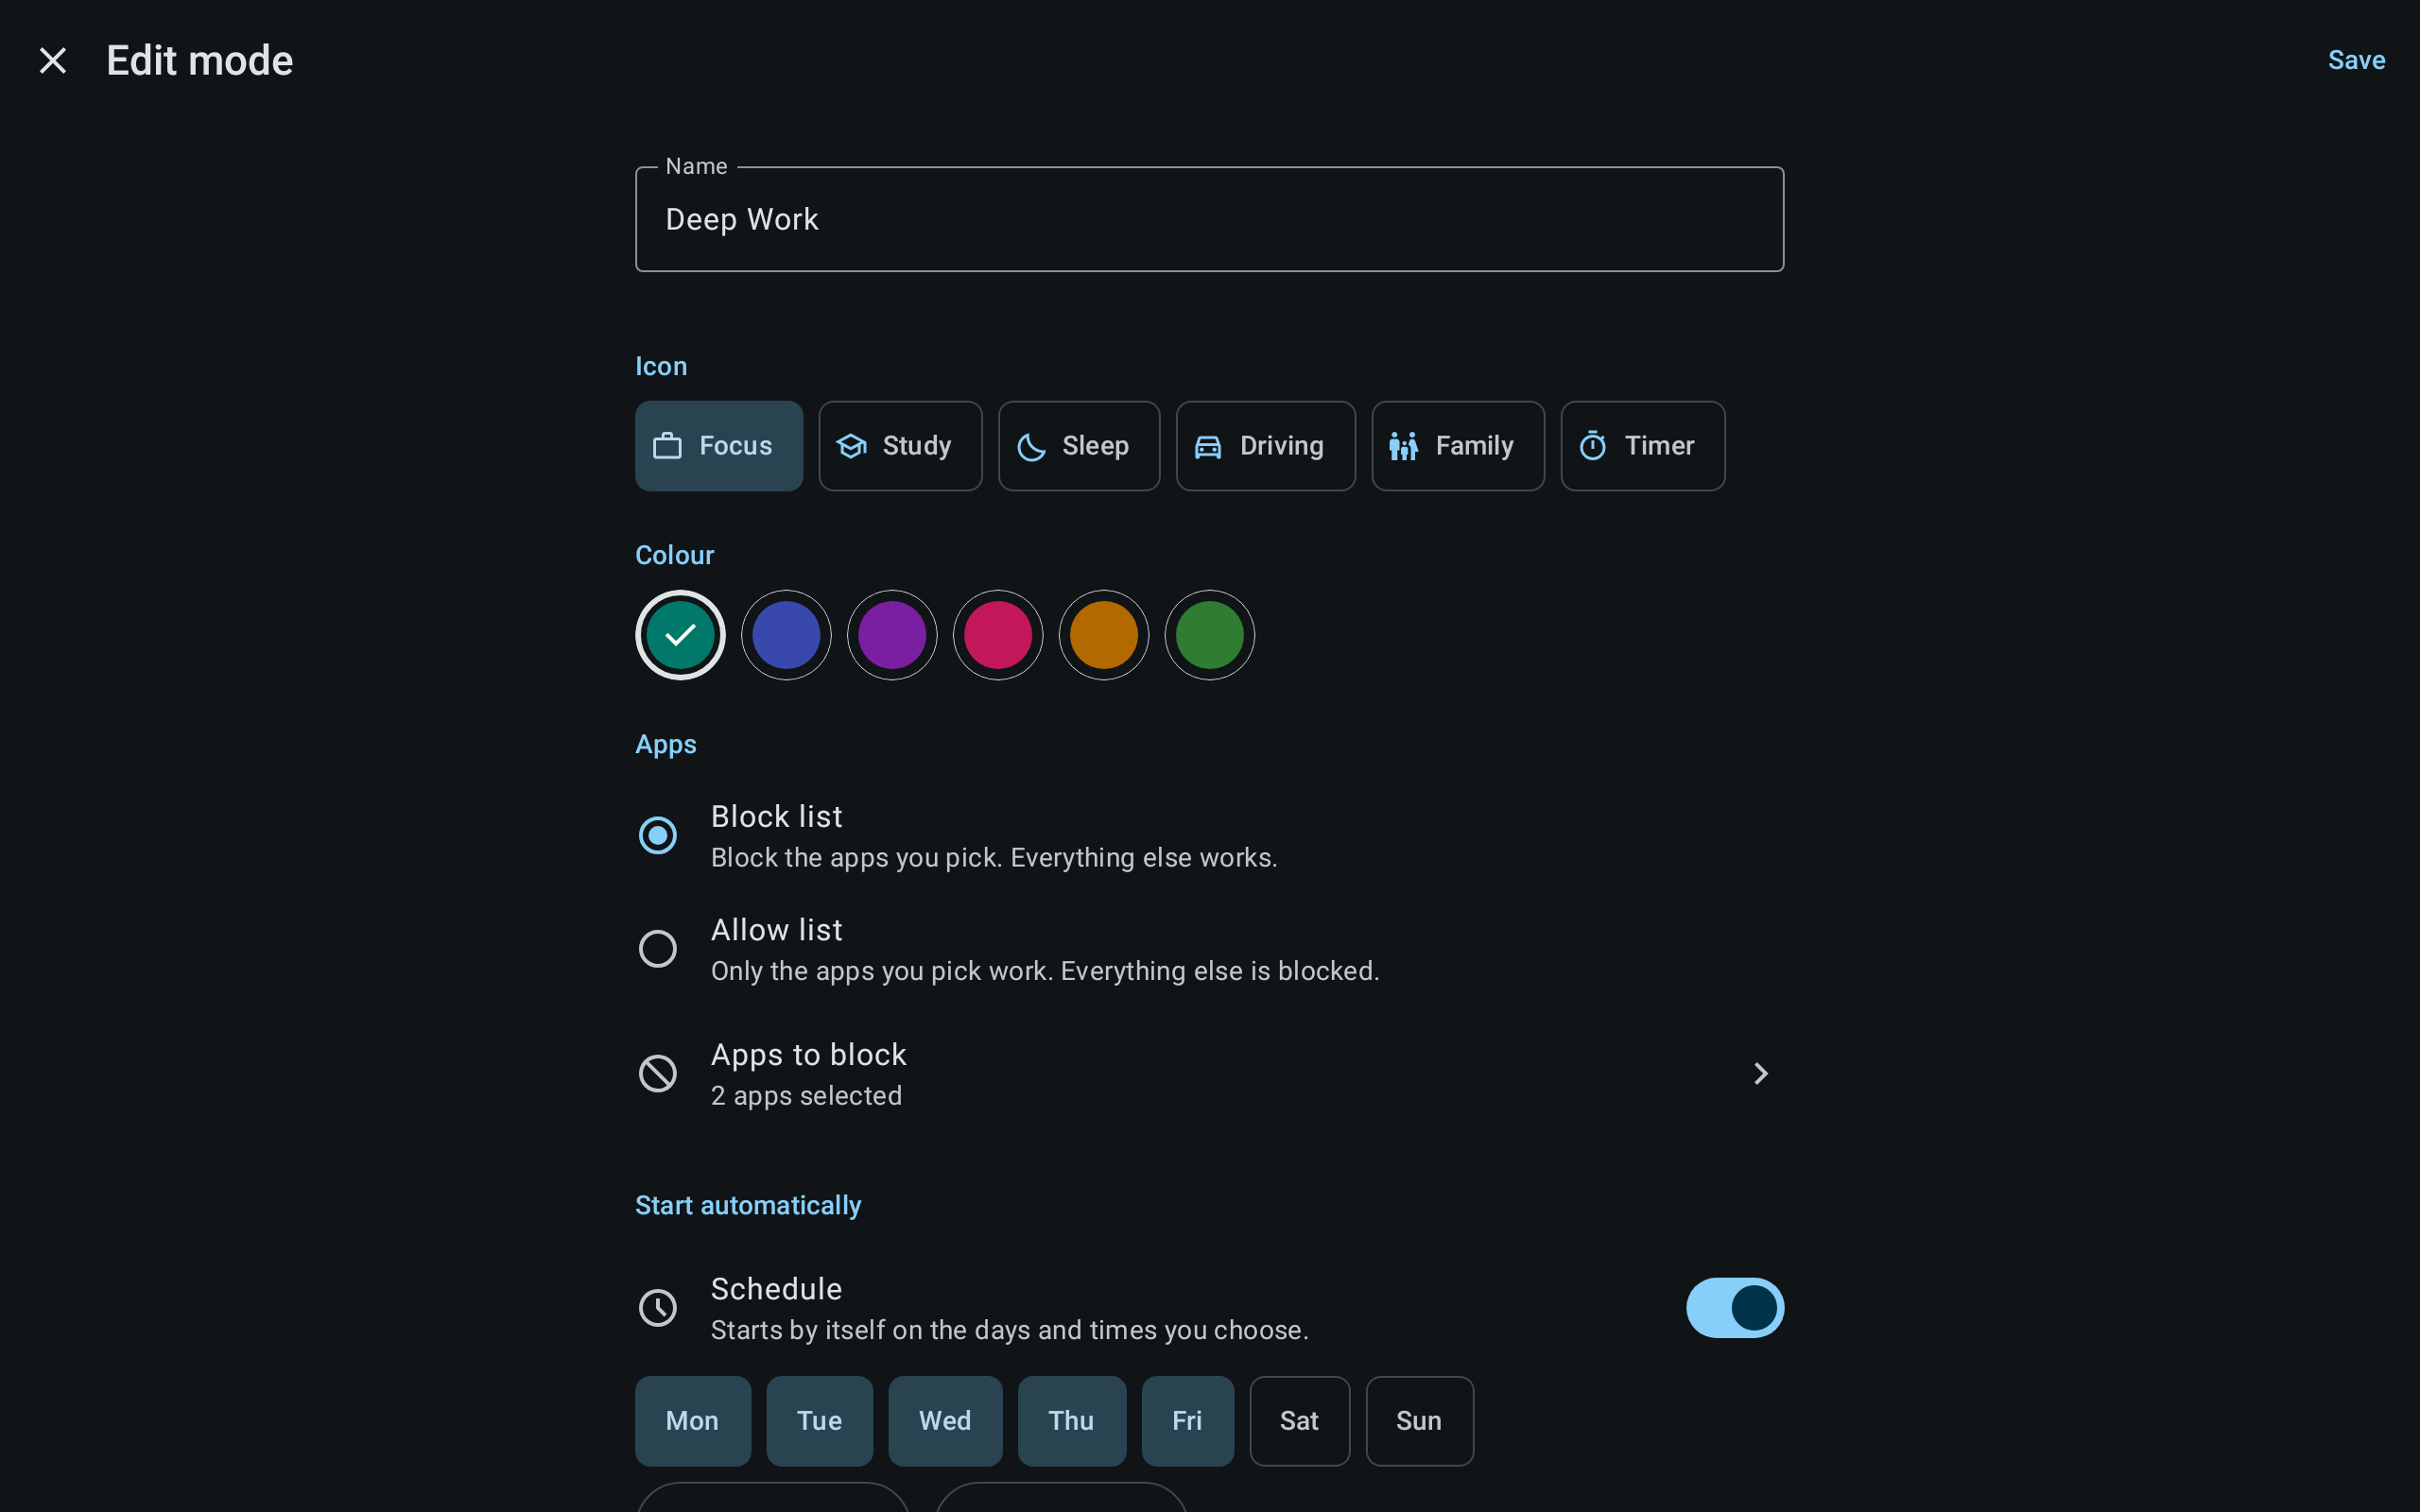 Edit mode
Save
Name
Deep Work
Icon
Focus Study Sleep Driving Family Timer
Colour
Apps
Block list
Block the apps you pick. Everything else works.
Allow list
Only the apps you pick work. Everything else is blocked.
Apps to block
2 apps selected
Start automatically
Schedule
Starts by itself on the days and times you choose.
Mon Tue Wed Thu Fri Sat Sun